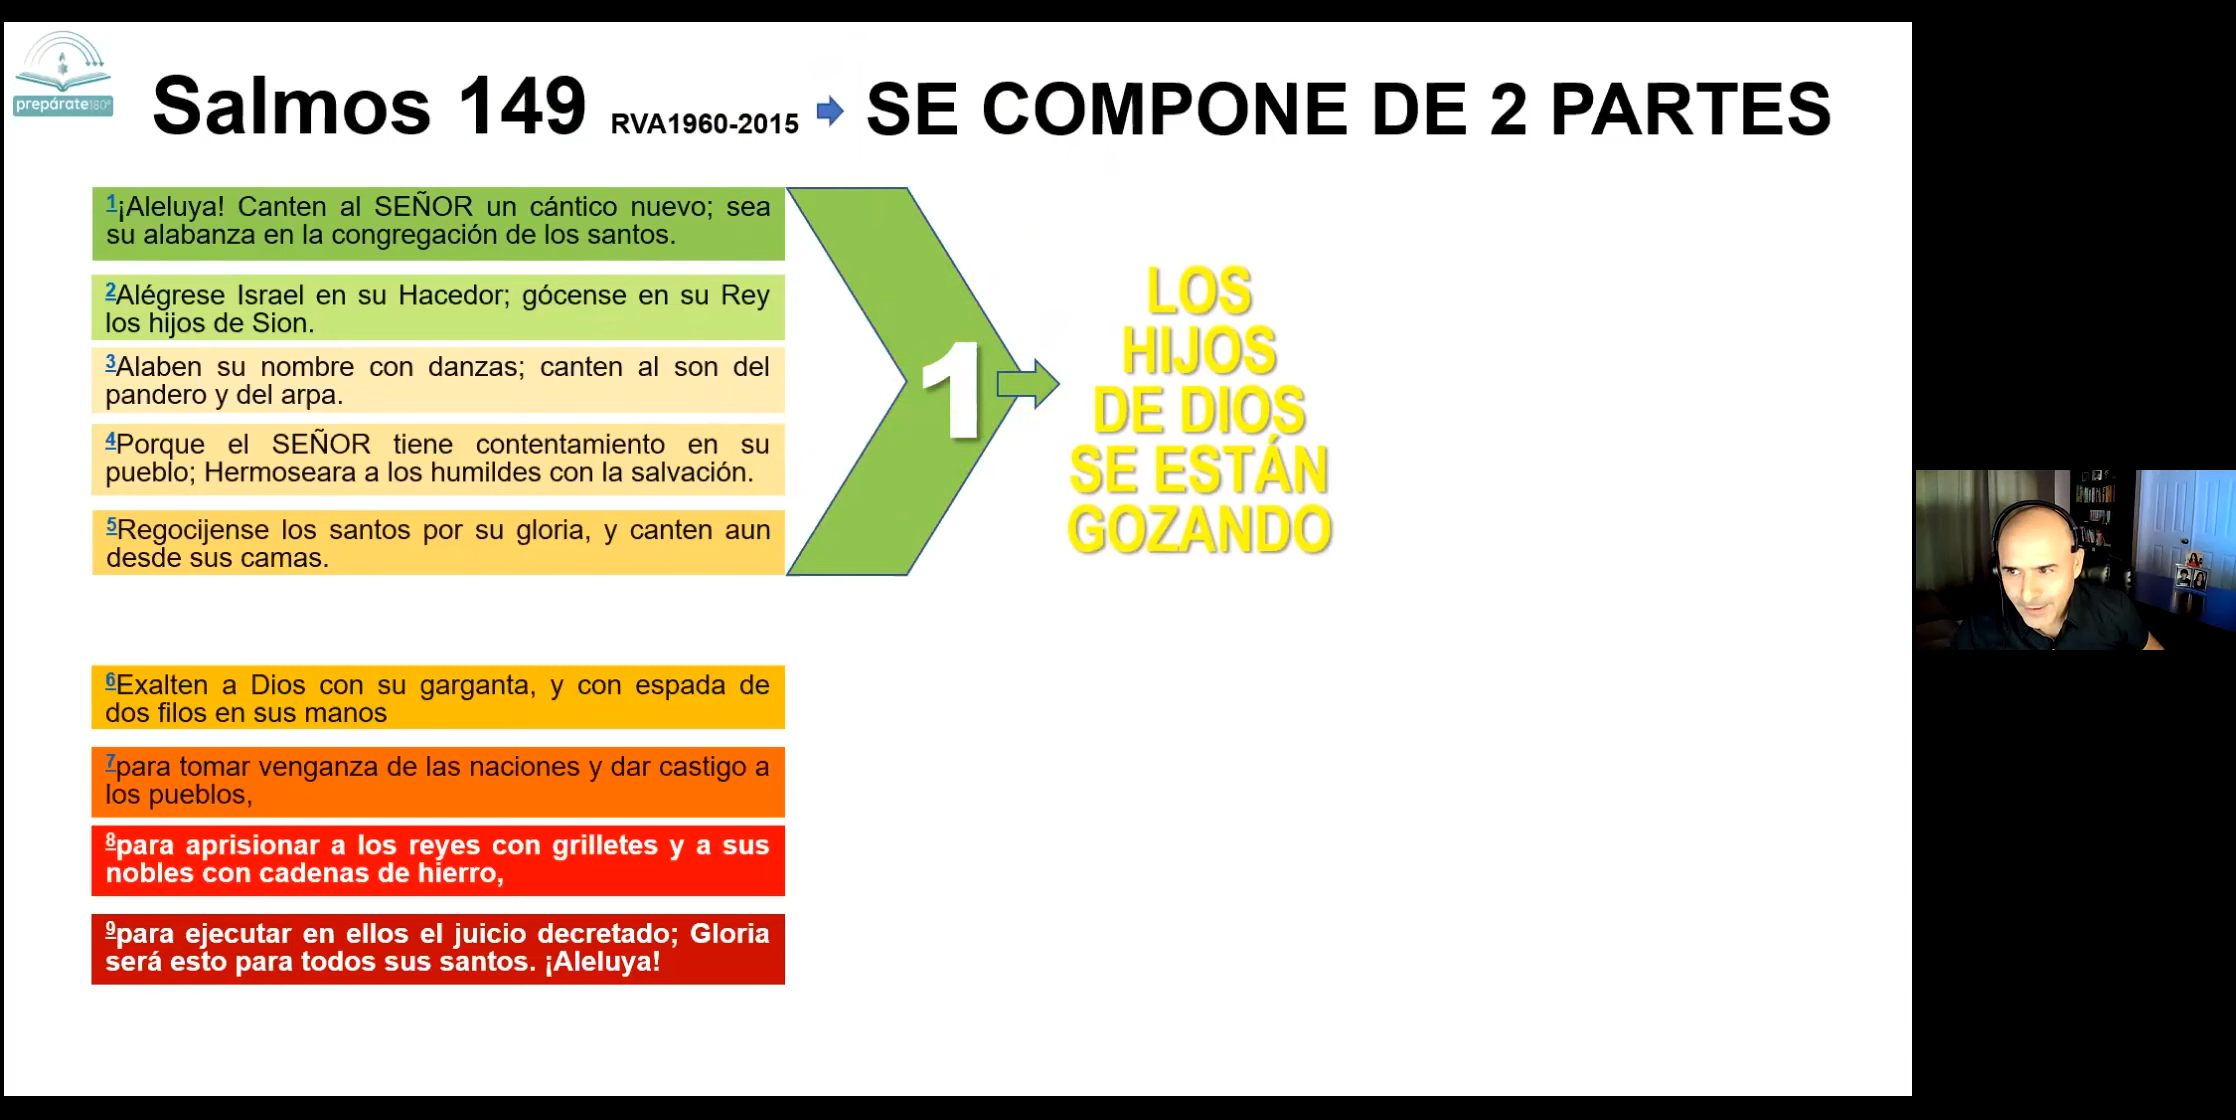 prepárate180°
Salmos 149 RVA1960-2015 SE COMPONE DE 2 PARTES
1¡Aleluya! Canten al SEÑOR un cántico nuevo; sea
su alabanza en la congregación de los santos.
2Alégrese Israel en su Hacedor; gócense en su Rey
los hijos de Sion.
3Alaben su nombre con danzas; canten al son del
pandero y del arpa.
4Porque el SEÑOR tiene contentamiento en su
pueblo; Hermoseara a los humildes con la salvación.
5Regocijense los santos por su gloria, y canten aun
desde sus camas.
1
LOS
HIJOS
DE DIOS
SE ESTÁN
GOZANDO
6Exalten a Dios con su garganta, y con espada de
dos filos en sus manos
7para tomar venganza de las naciones y dar castigo a
los pueblos,
8para aprisionar a los reyes con grilletes y a sus
nobles con cadenas de hierro,
9para ejecutar en ellos el juicio decretado; Gloria
será esto para todos sus santos. ¡Aleluya!